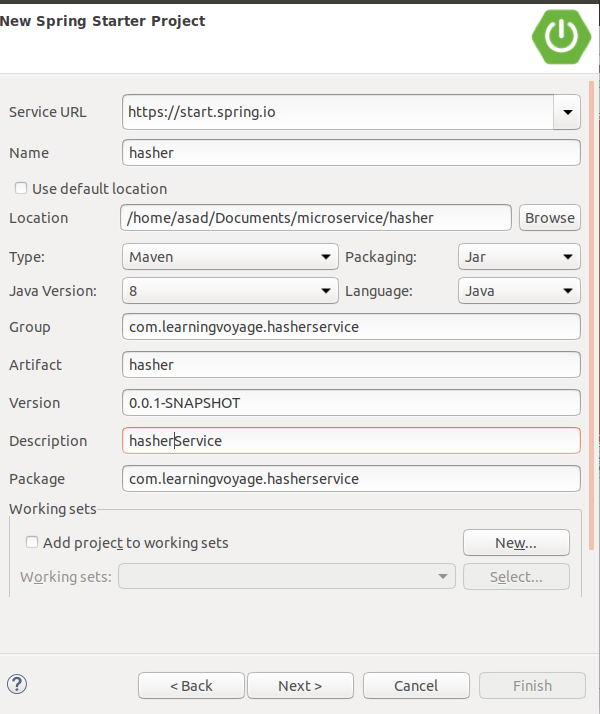 New Spring Starter Project
Service URL https://start.spring.io
Name hasher
Use default location
Location /home/asad/Documents/microservice/hasher Browse
Type: Maven Packaging: Jar
Java Version: 8 Language: Java
Group com.learningvoyage.hasherservice
Artifact hasher
Version 0.0.1-SNAPSHOT
Description hasherService
Package com.learningvoyage.hasherservice
Working sets
Add project to working sets New...
Working sets: Select...
? < Back Next > Cancel Finish